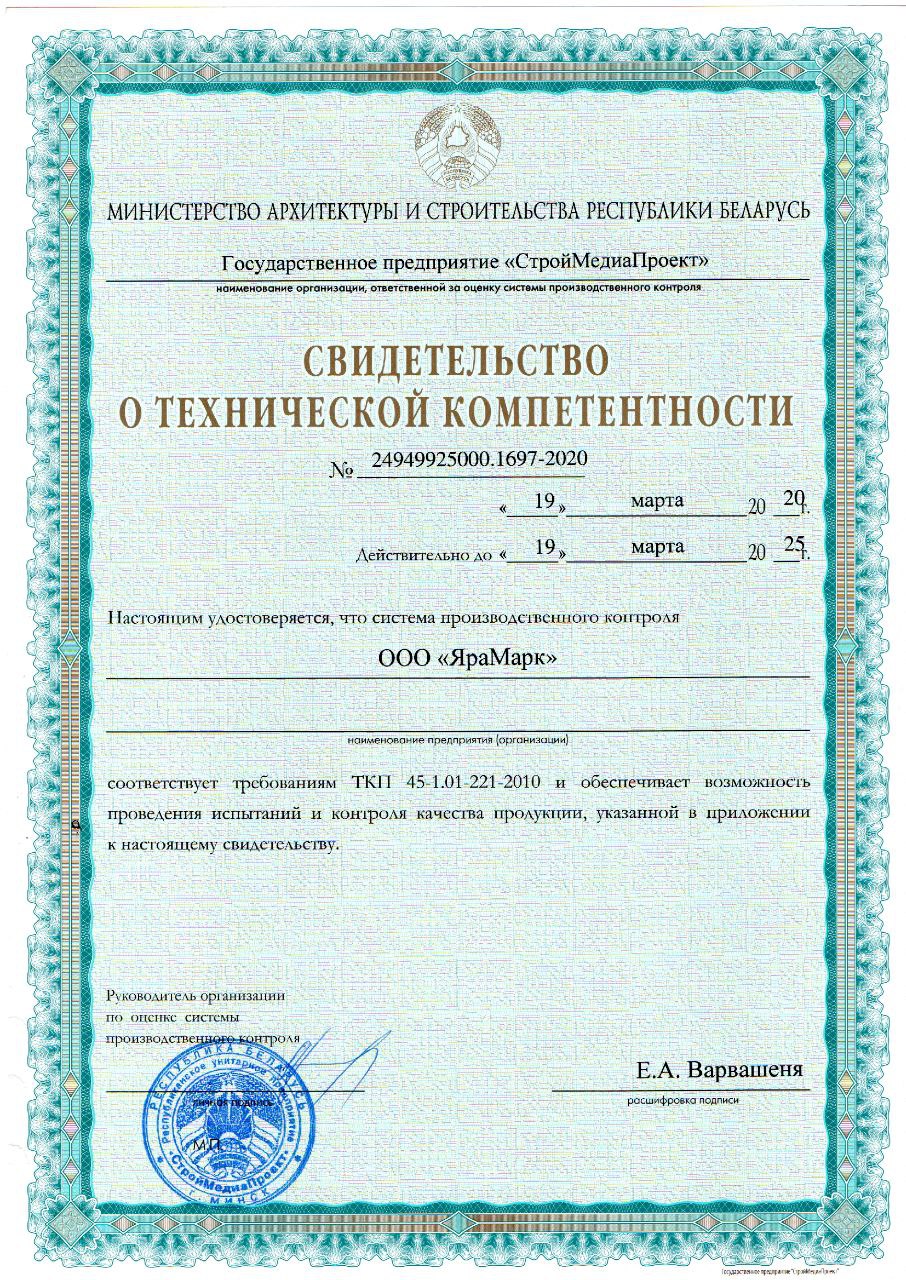 МИНИСТЕРСТВО АРХИТЕКТУРЫ И СТРОИТЕЛЬСТВА РЕСПУБЛИКИ БЕЛАРУСЬ
Государственное предприятие «СтройМедиаПроект»
наименование организации, ответственной за оценку системы производственного контроля
СВИДЕТЕЛЬСТВО
О ТЕХНИЧЕСКОЙ КОМПЕТЕНТНОСТИ
№ 24949925000.1697-2020
« 19 » марта 20 20 г.
Действительно до « 19 » марта 20 25 г.
Настоящим удостоверяется, что система производственного контроля
ООО «ЯраМарк»
наименование предприятия (организации)
соответствует требованиям ТКП 45-1.01-221-2010 и обеспечивает возможность
проведения испытаний и контроля качества продукции, указанной в приложении
к настоящему свидетельству.
Руководитель организации
по оценке системы
производственного контроля
Е.А. Варвашеня
личная подпись
расшифровка подписи
М.П.
РЕСПУБЛИКА БЕЛАРУСЬ
Республиканское унитарное предприятие
«СтройМедиаПроект»
г. МИНСК
Государственное предприятие "СтройМедиаПроект"